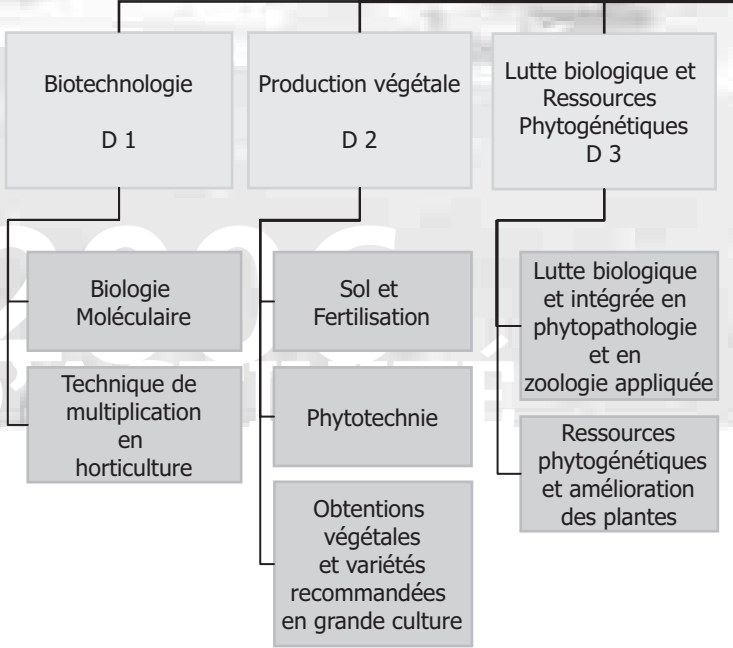 Biotechnologie
D 1
Production végétale
D 2
Lutte biologique et
Ressources
Phytogénétiques
D 3
Biologie
Moléculaire
Technique de
multiplication
en
horticulture
Sol et
Fertilisation
Phytotechnie
Obtentions
végétales
et variétés
recommandées
en grande culture
Lutte biologique
et intégrée en
phytopathologie
et en
zoologie appliquée
Ressources
phytogénétiques
et amélioration
des plantes
2006